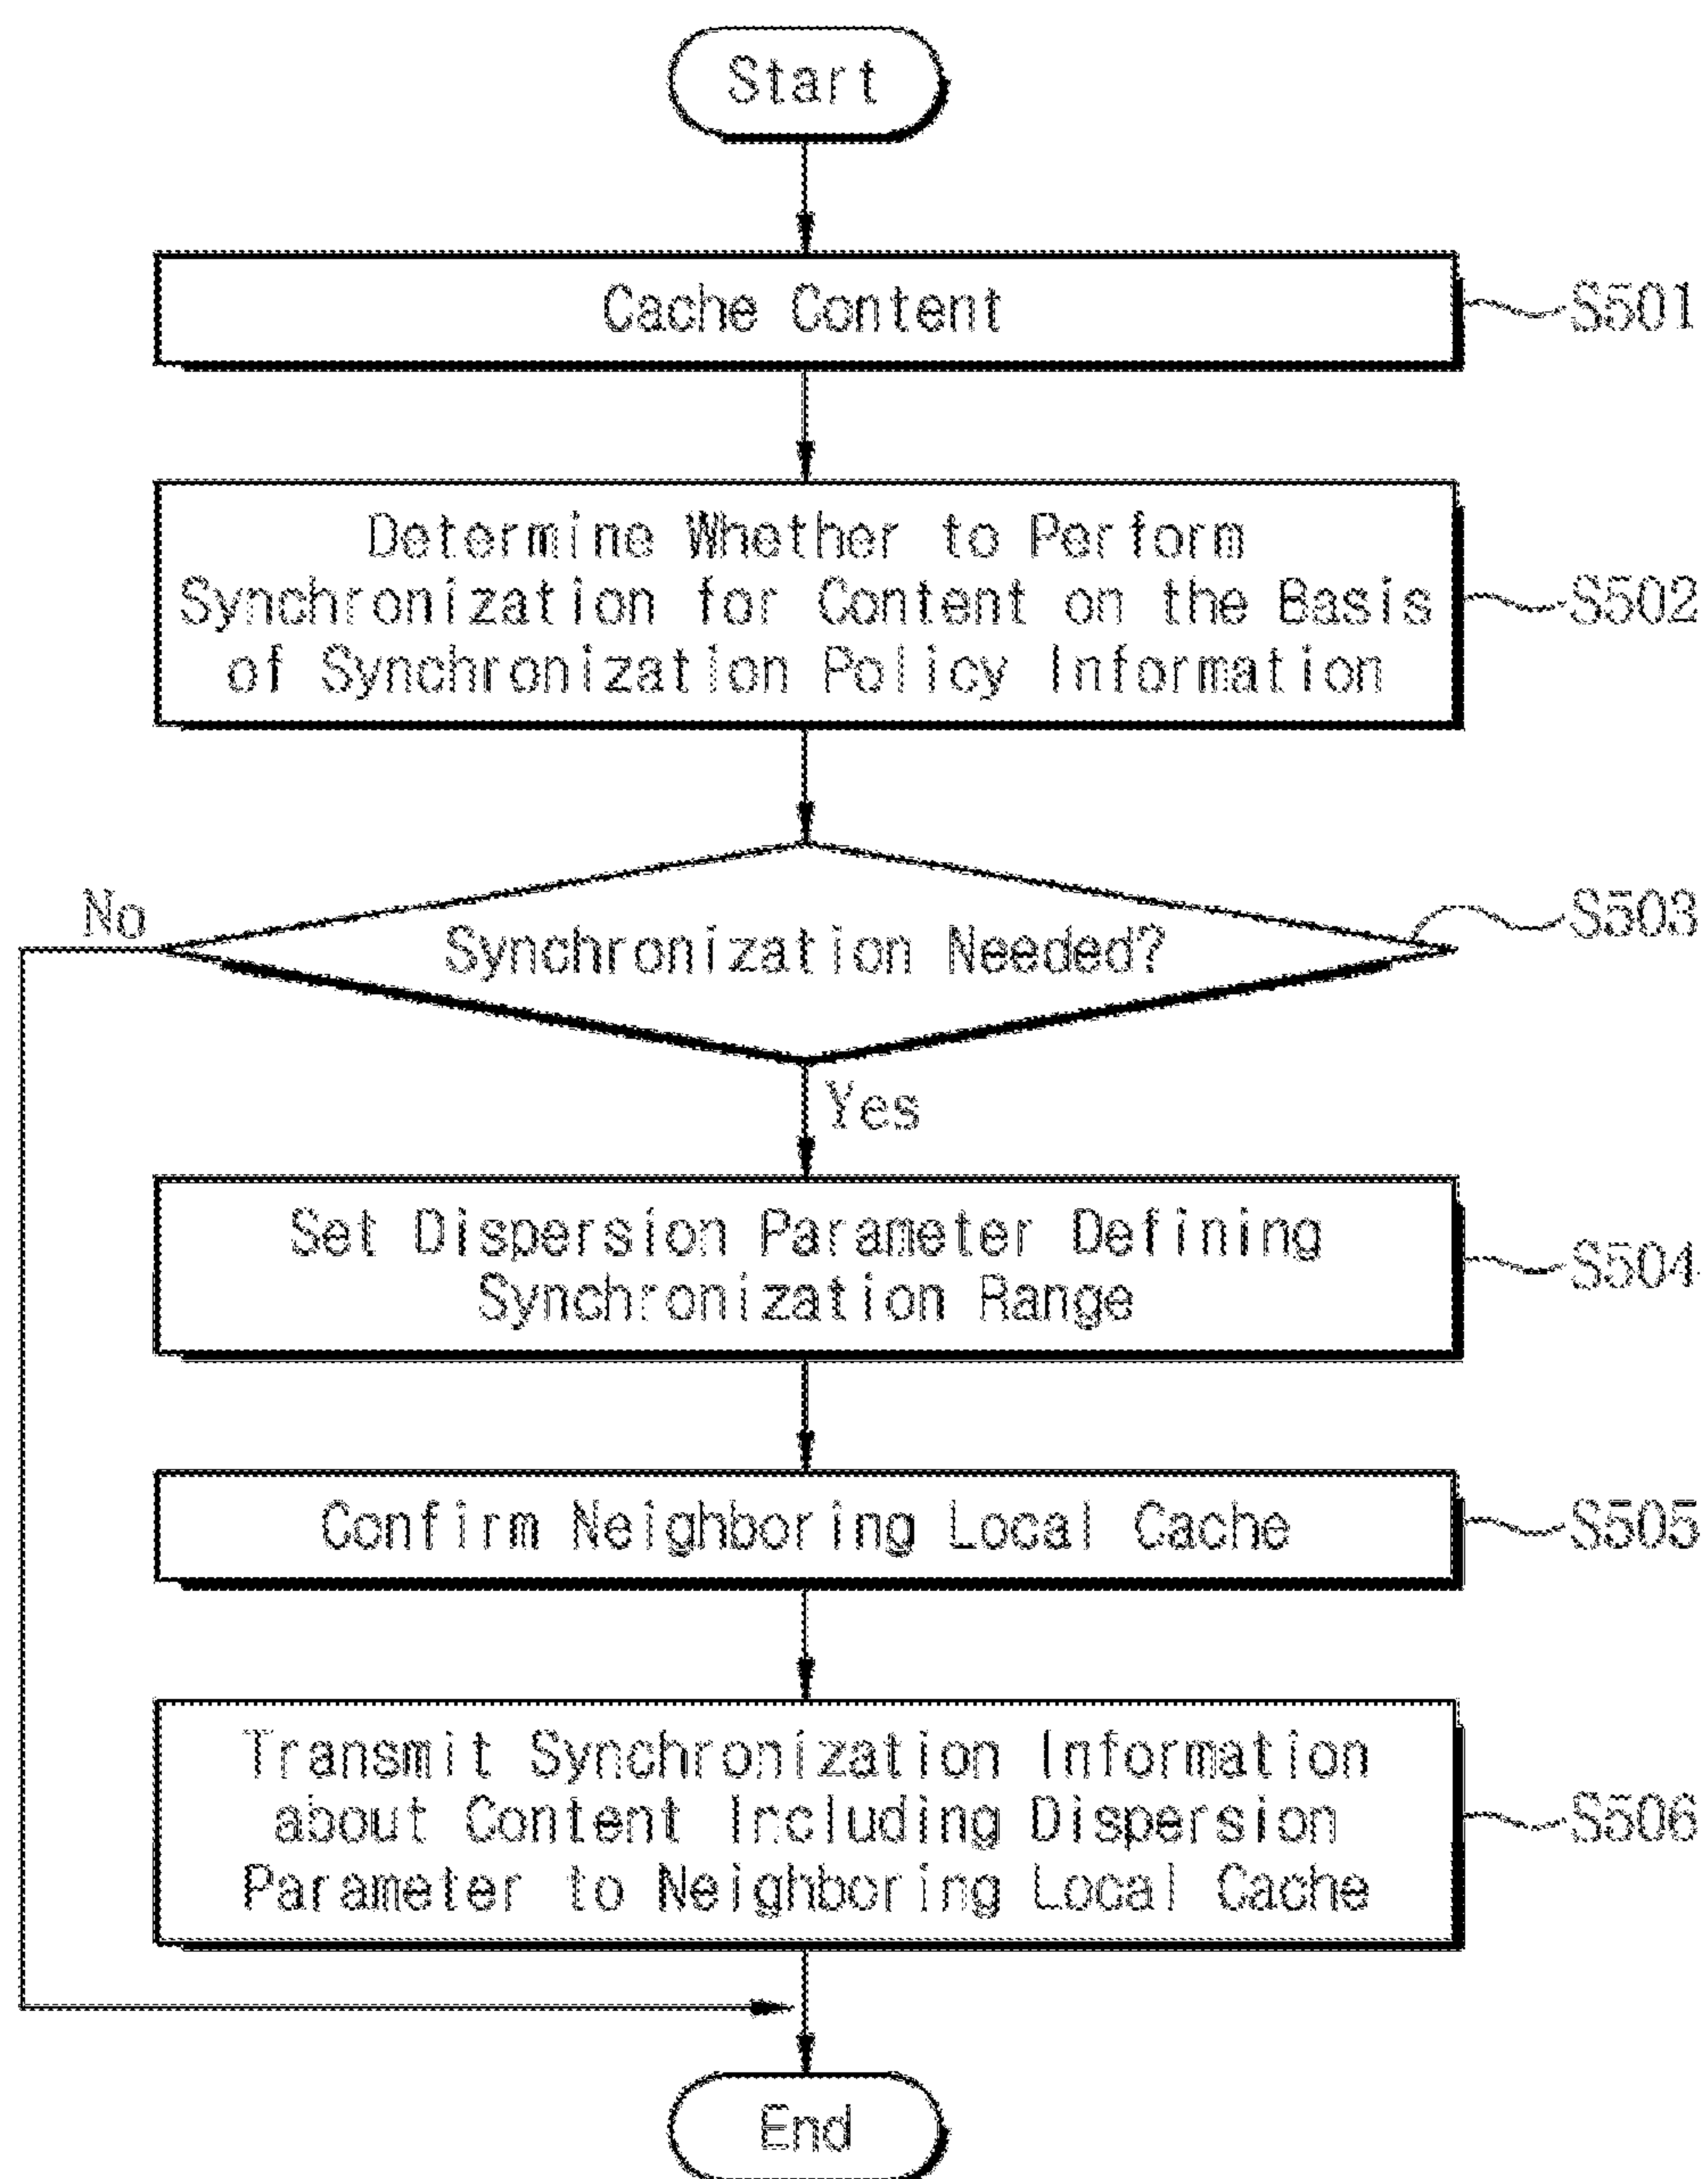 Start
Cache Content
S501
Determine Whether to Perform
Synchronization for Content on the Basis
of Synchronization Policy Information
S502
No
Synchronization Needed?
S503
Yes
Set Dispersion Parameter Defining
Synchronization Range
S504
Confirm Neighboring Local Cache
S505
Transmit Synchronization Information
about Content Including Dispersion
Parameter to Neighboring Local Cache
S506
End